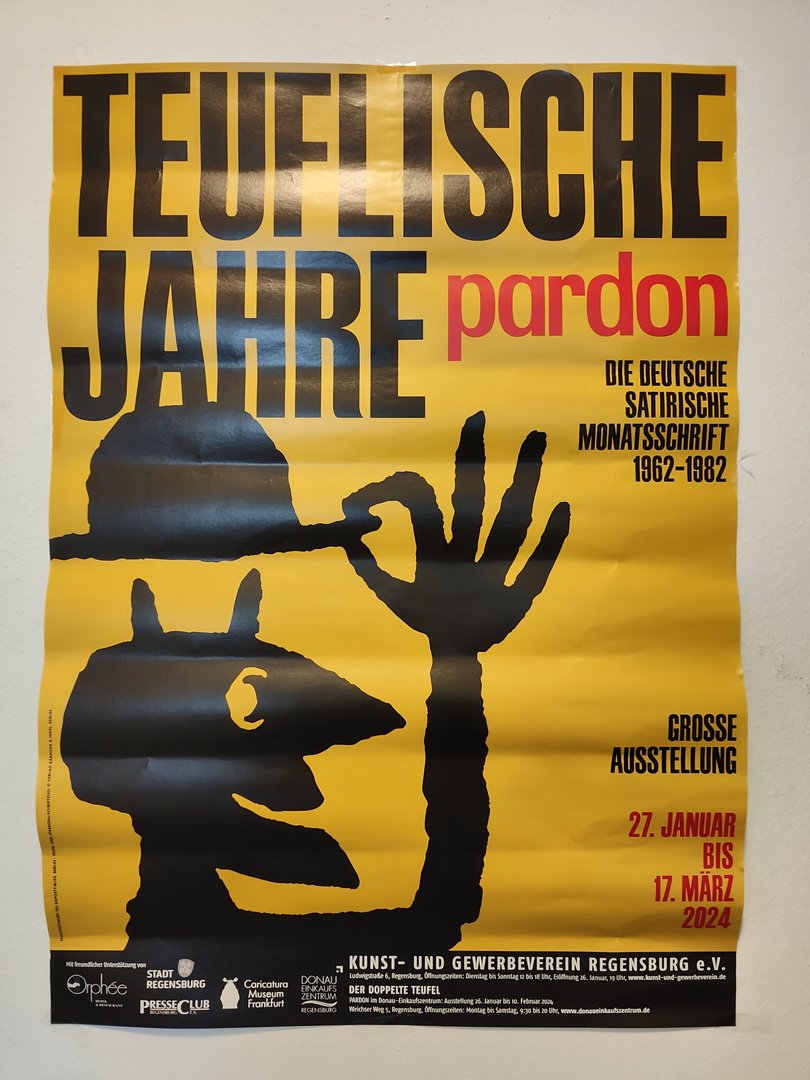 TEUFLISCHE
JAHRE
pardon
DIE DEUTSCHE
SATIRISCHE
MONATSSCHRIFT
1962-1982
GROSSE
AUSSTELLUNG
27. JANUAR
BIS
17. MÄRZ
2024
Mit freundlicher Unterstützung von
Orphée
HOTEL
& RESTAURANT
STADT
REGENSBURG
PRESSECLUB
REGENSBURG E.V.
Caricatura
Museum
Frankfurt
DONAU
EINKAUFS
ZENTRUM
REGENSBURG
KUNST- UND GEWERBEVEREIN REGENSBURG e.V.
Ludwigstraße 6, Regensburg, Öffnungszeiten: Dienstag bis Sonntag 12 bis 18 Uhr, Eröffnung 26. Januar, 19 Uhr, www.kunst-und-gewerbeverein.de
DER DOPPELTE TEUFEL
PARDON im Donau-Einkaufszentrum: Ausstellung 26. Januar bis 10. Februar 2024
Weichser Weg 5, Regensburg, Öffnungszeiten: Montag bis Samstag, 9:30 bis 20 Uhr, www.donaueinkaufszentrum.de